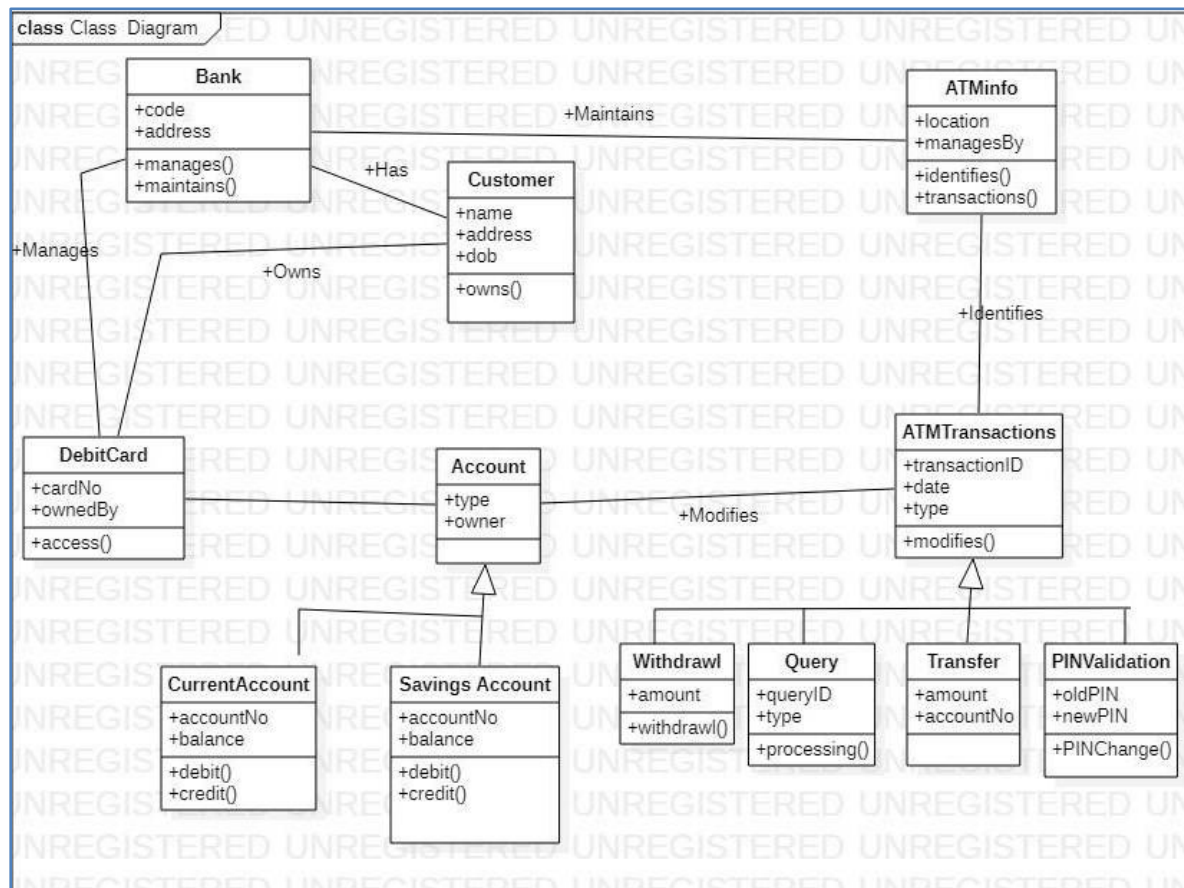 class Class Diagram
Bank
+code
+address
+manages()
+maintains()
+Maintains
ATMinfo
+location
+managesBy
+identifies()
+transactions()
+Has
Customer
+name
+address
+dob
+owns()
+Manages
+Owns
+Identifies
DebitCard
+cardNo
+ownedBy
+access()
Account
+type
+owner
+Modifies
ATMTransactions
+transactionID
+date
+type
+modifies()
CurrentAccount
+accountNo
+balance
+debit()
+credit()
Savings Account
+accountNo
+balance
+debit()
+credit()
Withdrawl
+amount
+withdrawl()
Query
+queryID
+type
+processing()
Transfer
+amount
+accountNo
PINValidation
+oldPIN
+newPIN
+PINChange()
UNREGISTERED